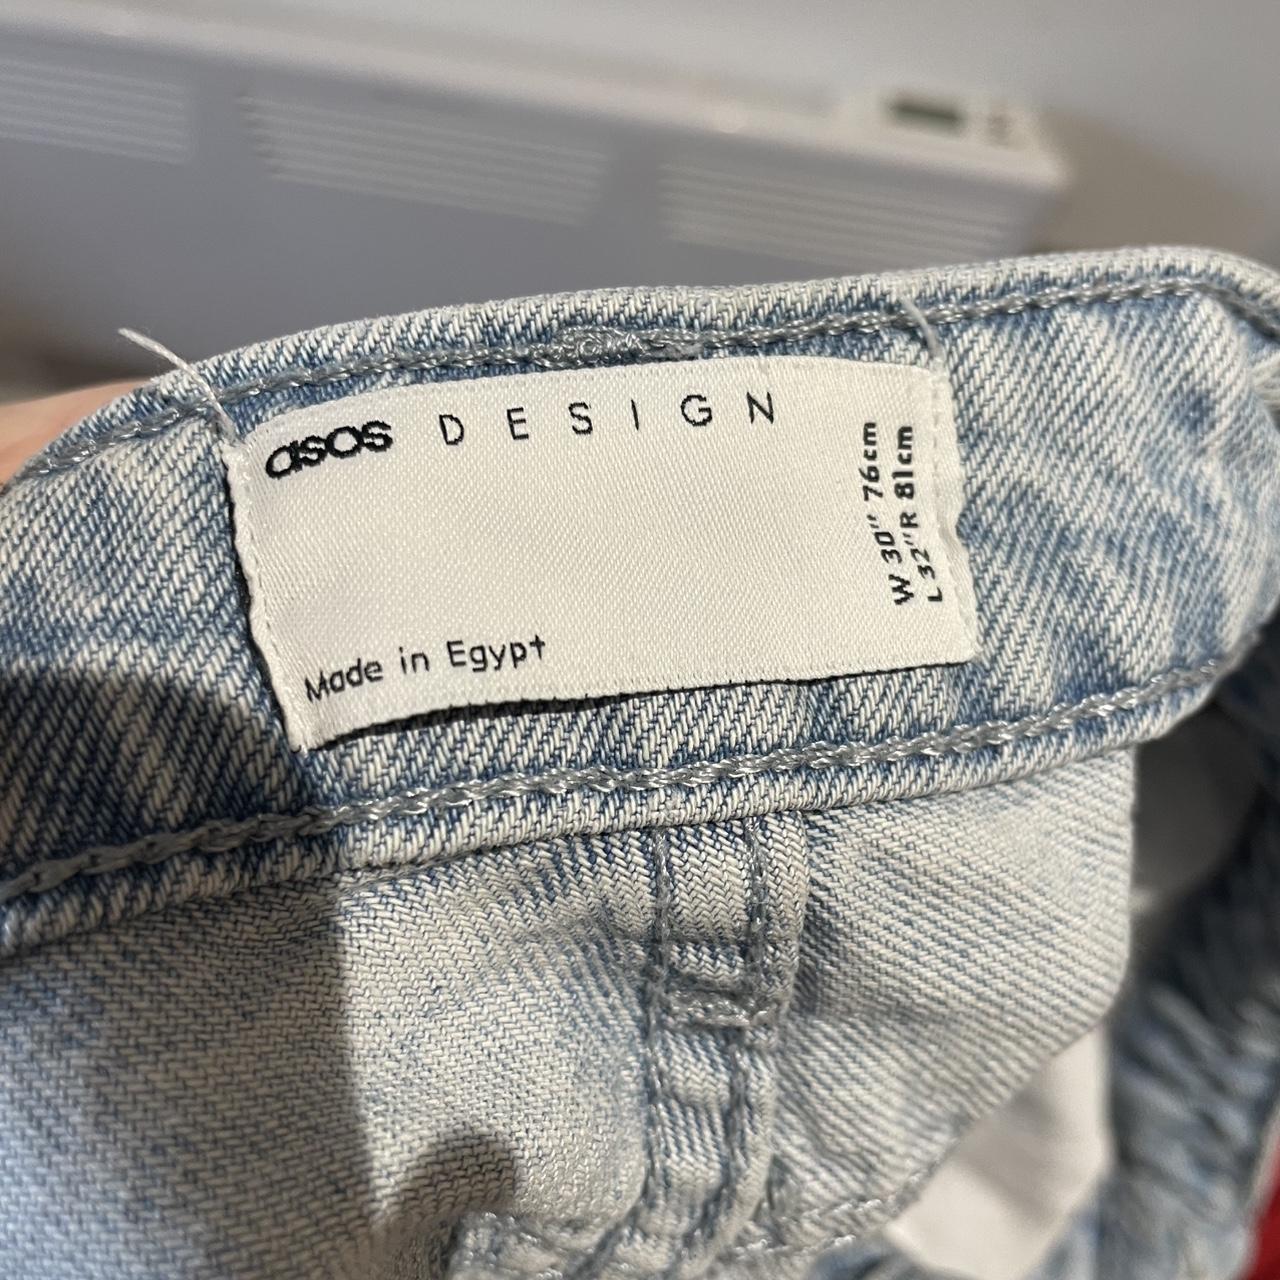 asos DESIGN
W 30" 76cm
L 32"R 81cm
Made in Egypt